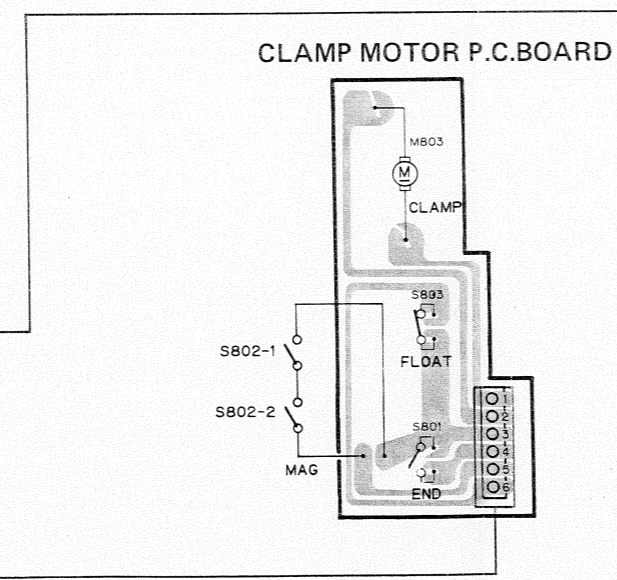 CLAMP MOTOR P.C.BOARD
M803
M
CLAMP
S803
S802-1
FLOAT
S802-2
S801
MAG
END
1
2
3
4
5
6